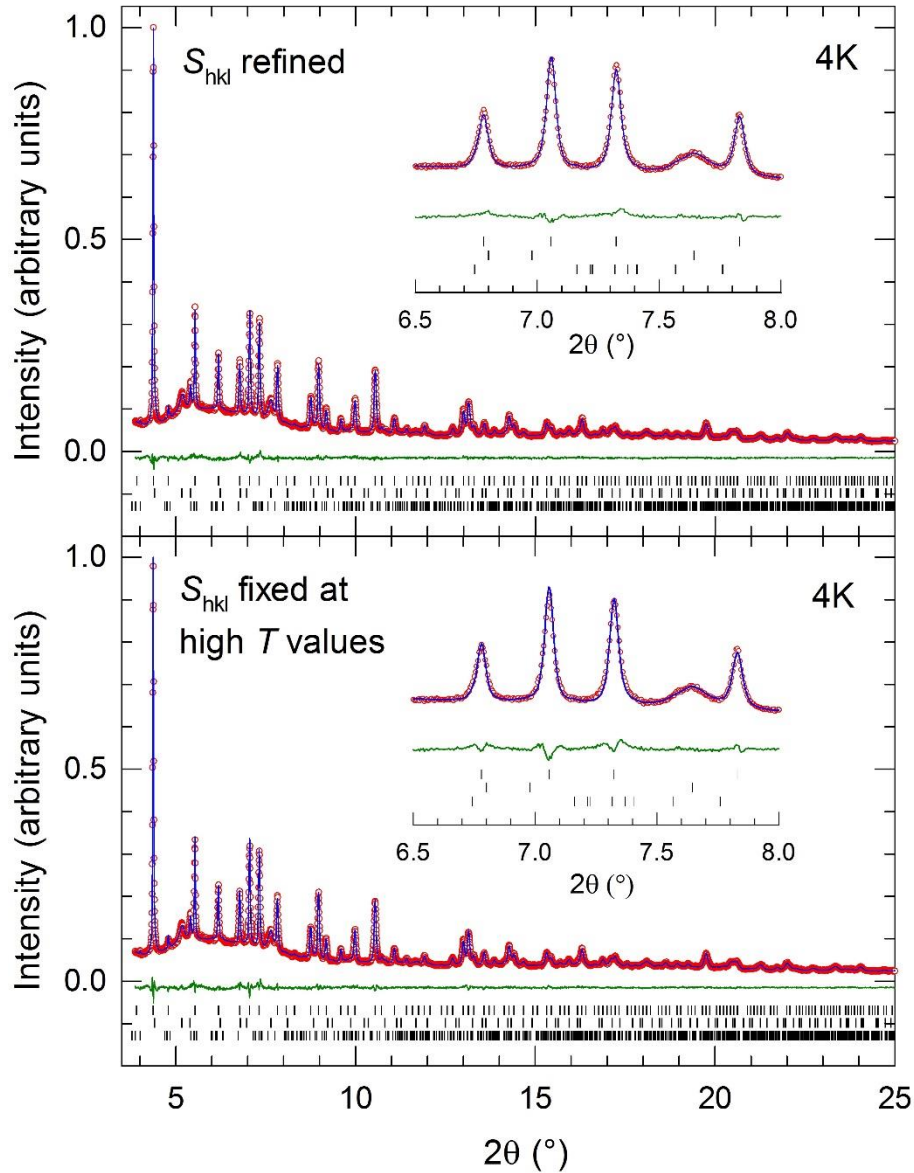 1.0
S_hkl refined
4K
Intensity (arbitrary units)
0.5
6.5 7.0 7.5 8.0
2θ (°)
0.0
1.0
S_hkl fixed at
high T values
4K
Intensity (arbitrary units)
0.5
6.5 7.0 7.5 8.0
2θ (°)
0.0
5 10 15 20 25
2θ (°)